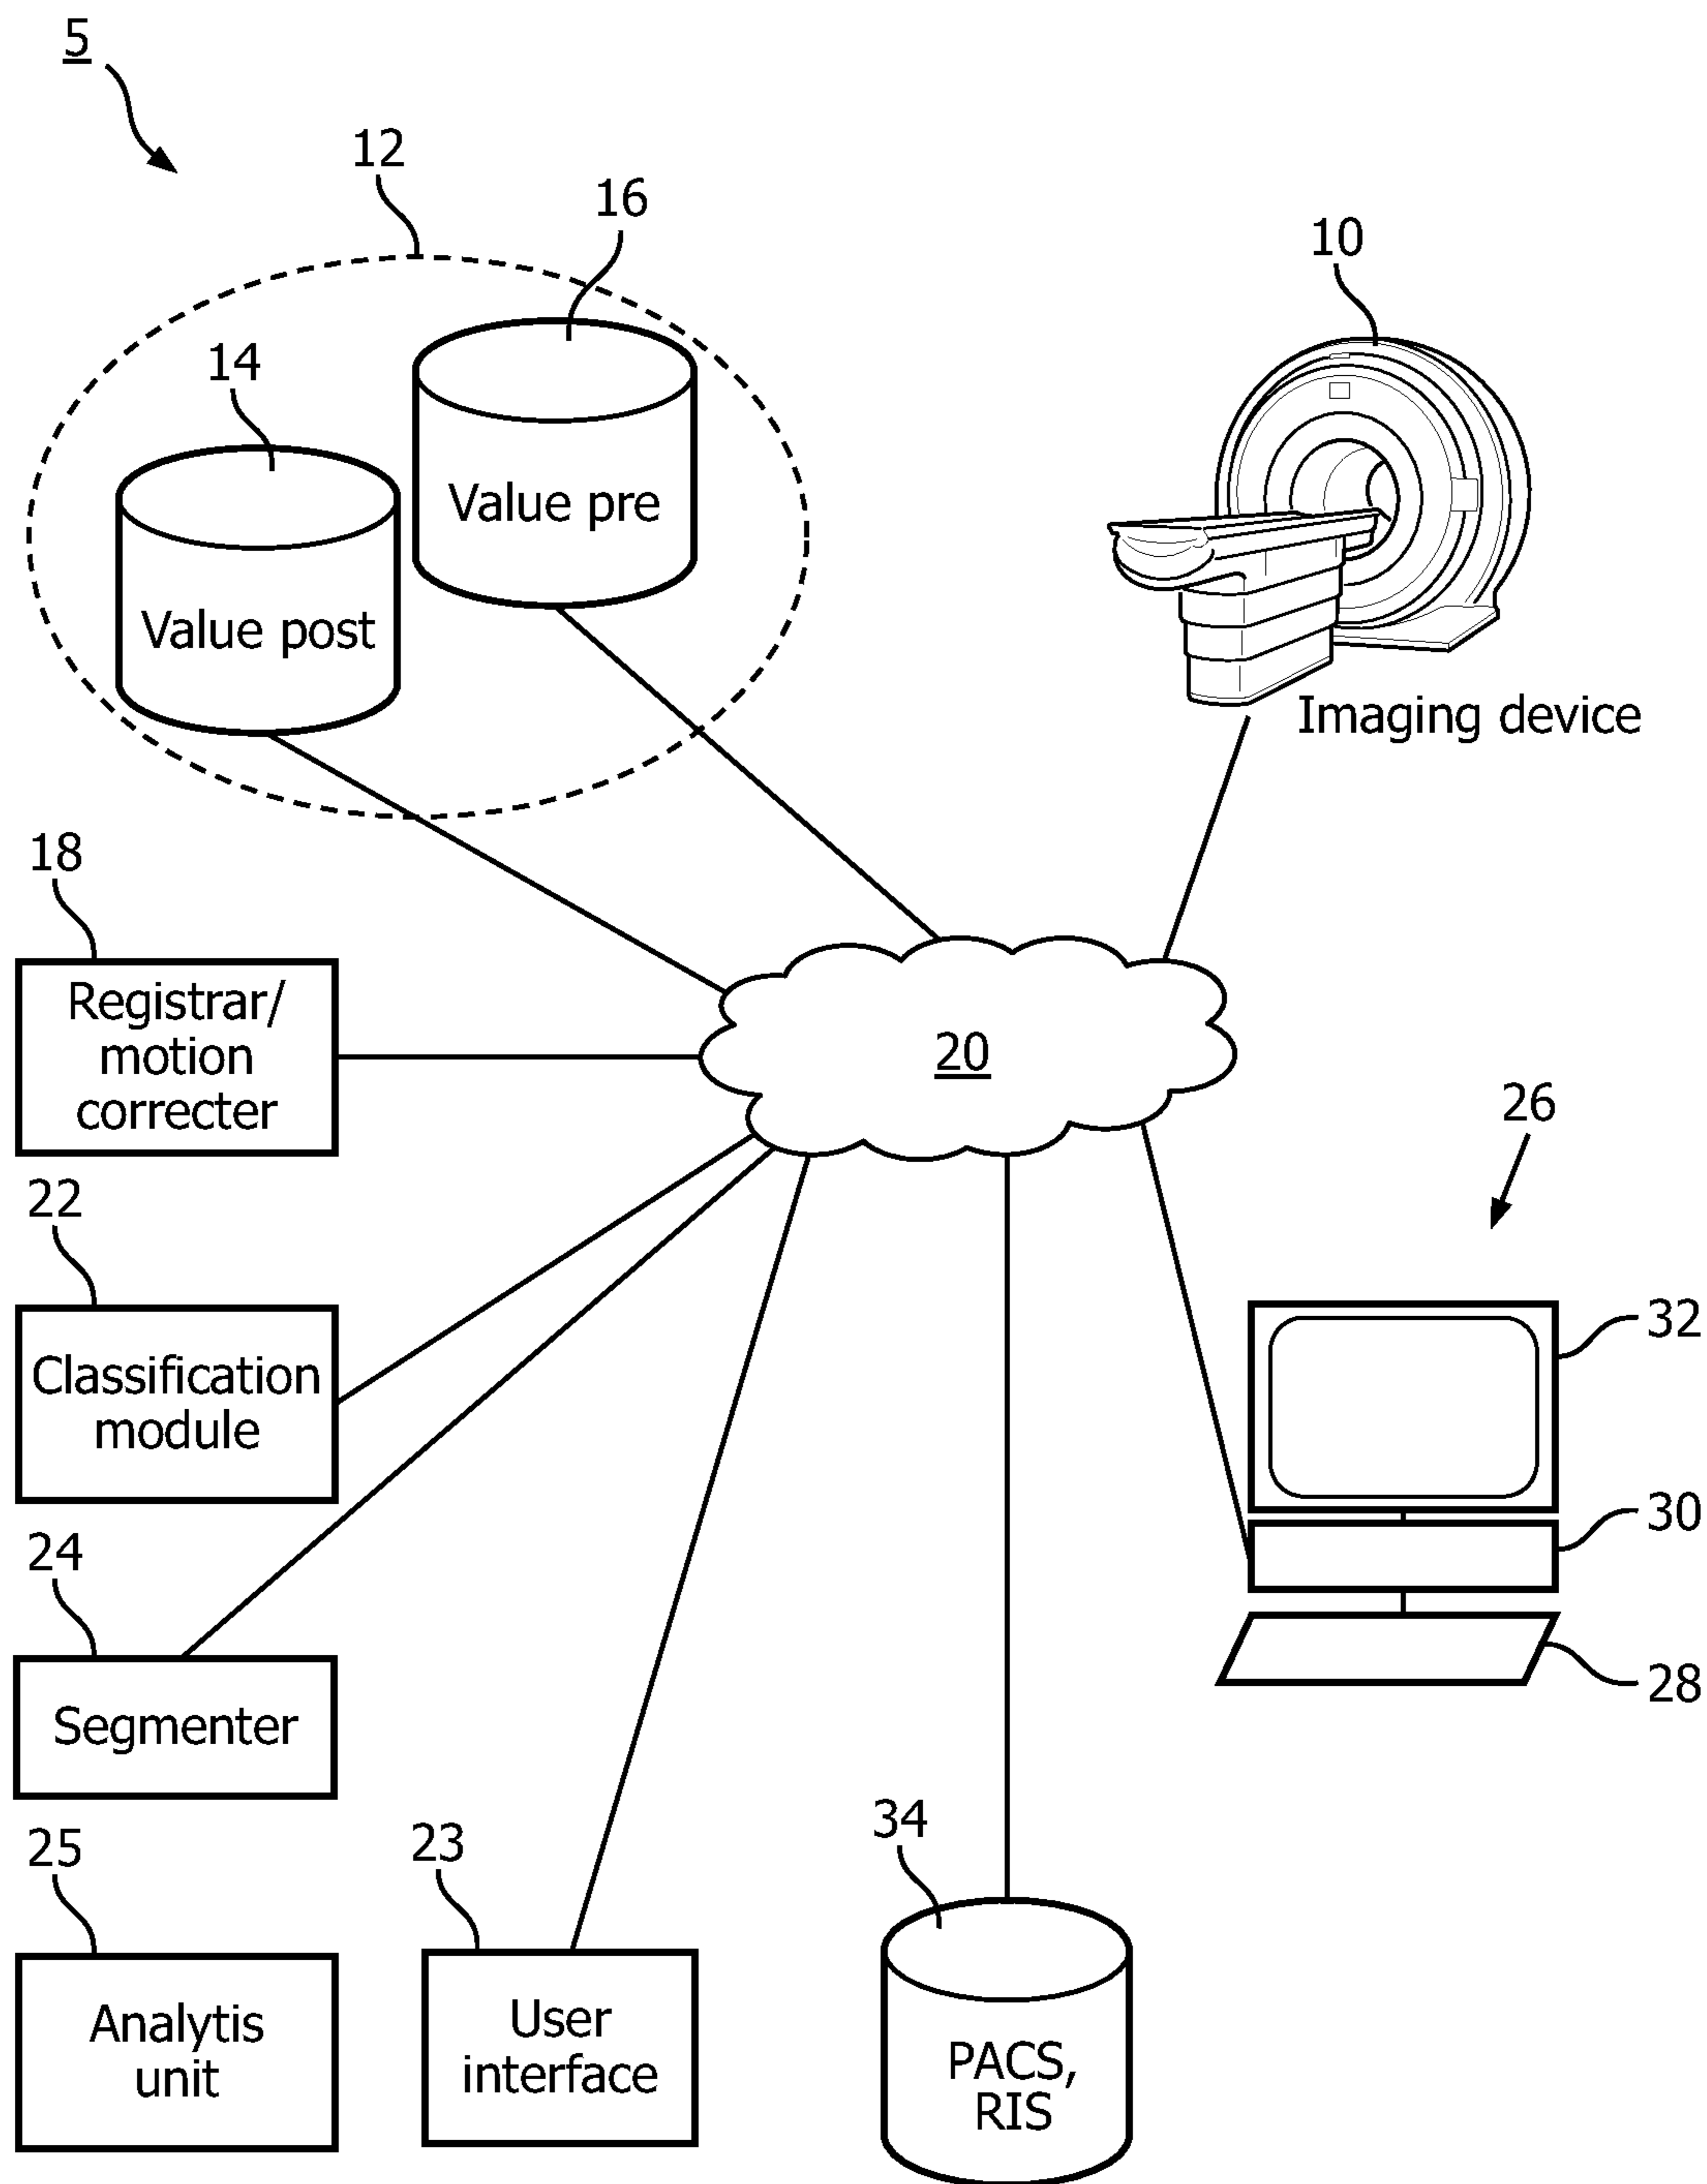 5
12
16
10
14
Value pre
Value post
Imaging device
18
Registrar/
motion
correcter
20
26
22
Classification
module
32
30
24
Segmenter
28
34
25
23
Analytis
unit
User
interface
PACS,
RIS